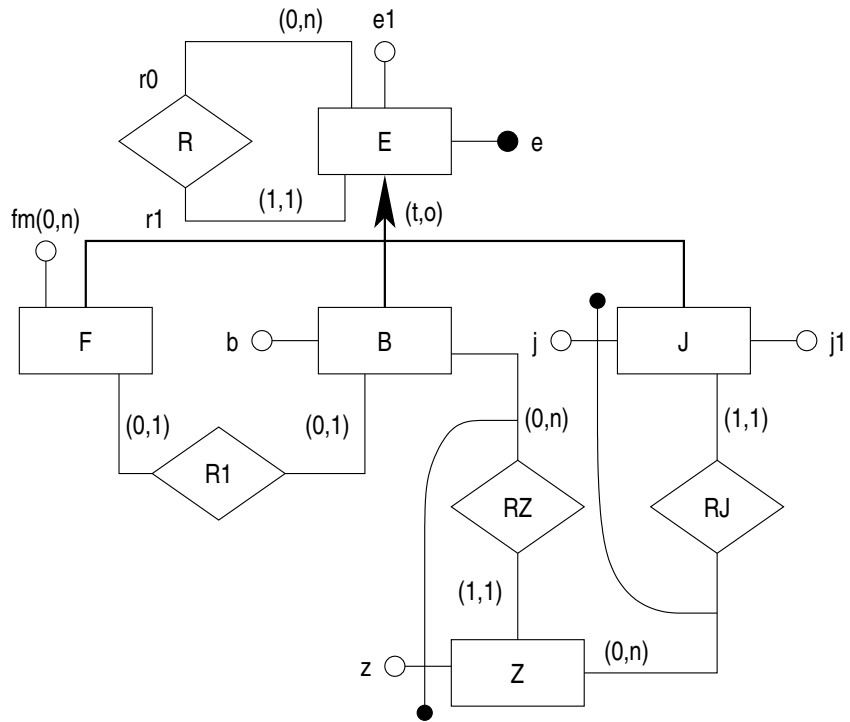 (0,n)
e1
r0
R
E
e
(1,1)
r1
(t,o)
fm(0,n)
F
b
B
j
J
j1
(0,1)
(0,1)
(0,n)
(1,1)
R1
RZ
RJ
(1,1)
z
Z
(0,n)